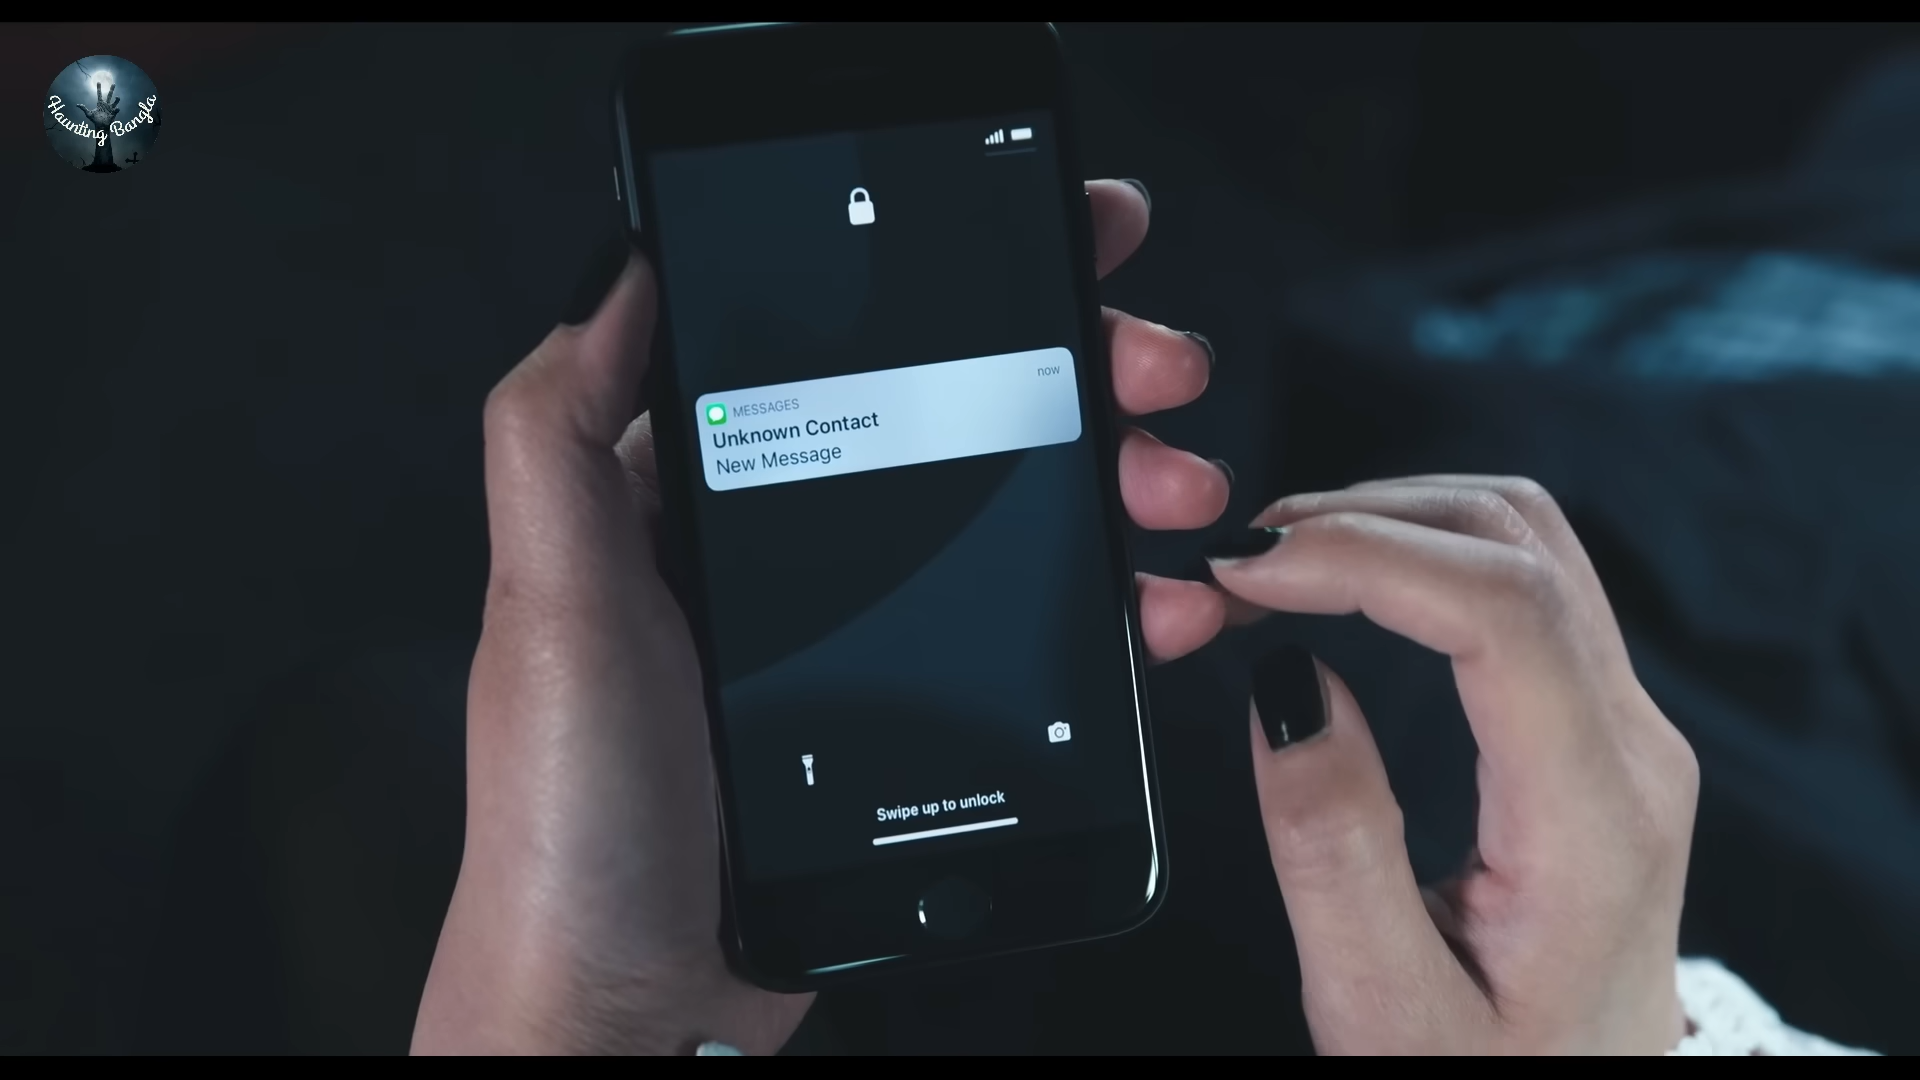 Haunting Bangla
MESSAGES
now
Unknown Contact
New Message
Swipe up to unlock